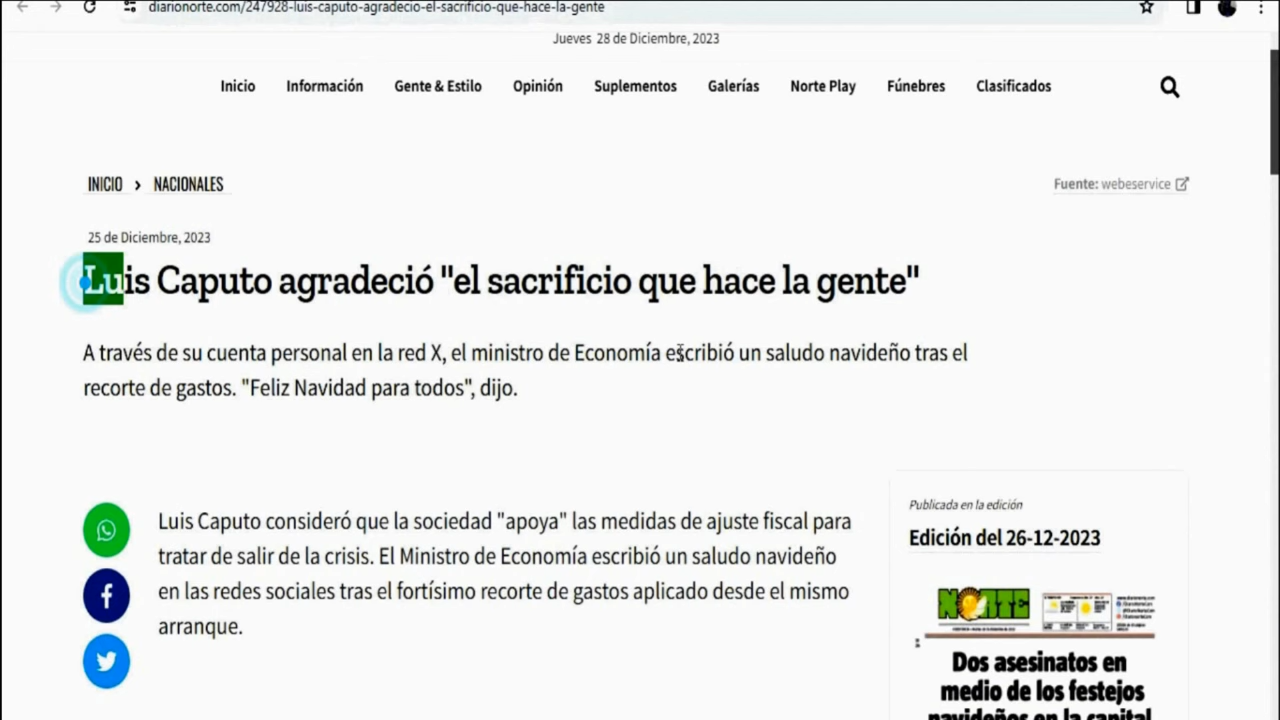 diarionorte.com/247928-luis-caputo-agradecio-el-sacrificio-que-hace-la-gente
Jueves 28 de Diciembre, 2023
Inicio Información Gente & Estilo Opinión Suplementos Galerías Norte Play Fúnebres Clasificados
INICIO > NACIONALES
Fuente: webeservice
25 de Diciembre, 2023
Luis Caputo agradeció "el sacrificio que hace la gente"
A través de su cuenta personal en la red X, el ministro de Economía escribió un saludo navideño tras el
recorte de gastos. "Feliz Navidad para todos", dijo.
Luis Caputo consideró que la sociedad "apoya" las medidas de ajuste fiscal para
tratar de salir de la crisis. El Ministro de Economía escribió un saludo navideño
en las redes sociales tras el fortísimo recorte de gastos aplicado desde el mismo
arranque.
Publicada en la edición
Edición del 26-12-2023
NORTE
Dos asesinatos en
medio de los festejos
navideños en la capital